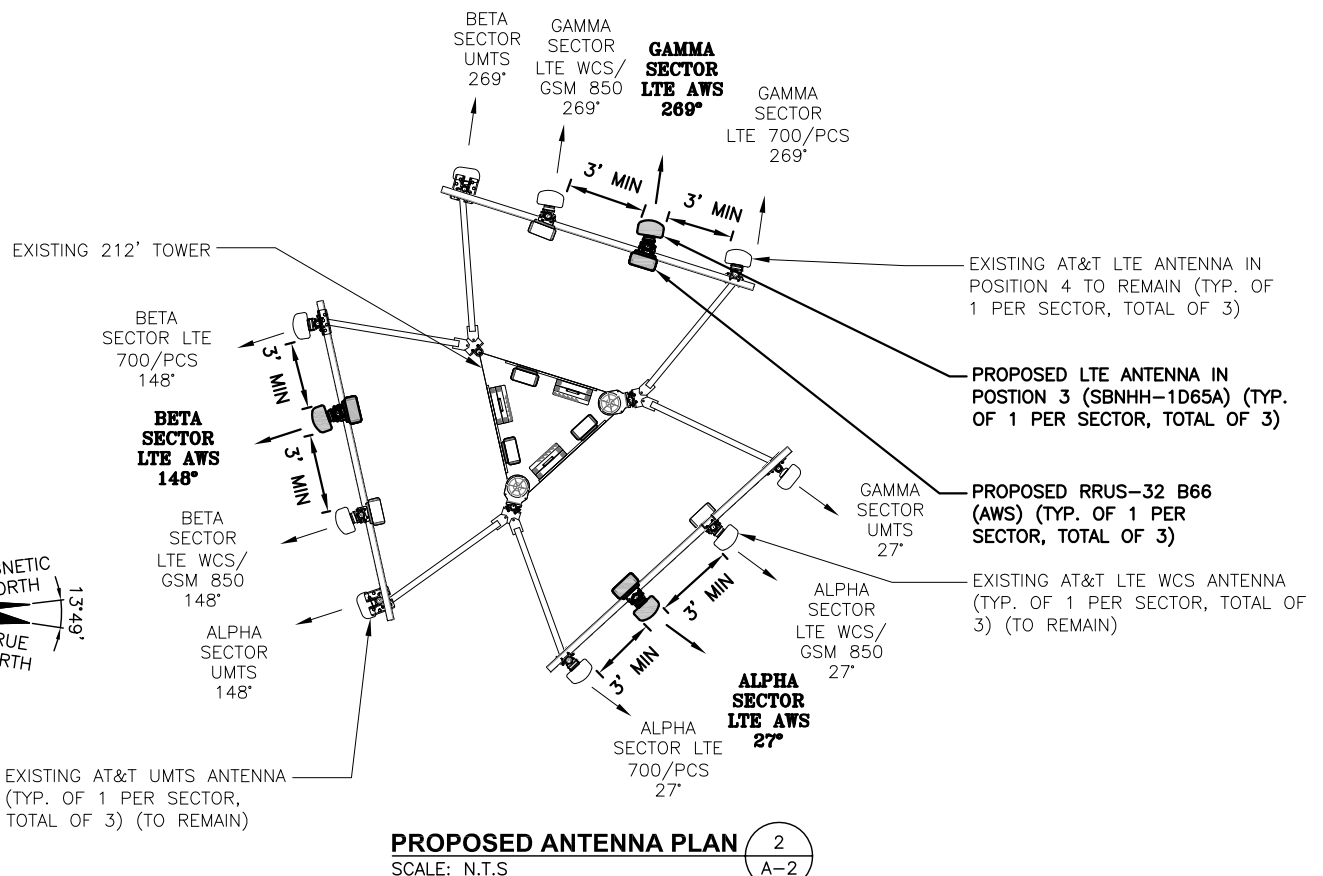 BETA
SECTOR
UMTS
269°
GAMMA
SECTOR
LTE WCS/
GSM 850
269°
GAMMA
SECTOR
LTE AWS
269°
GAMMA
SECTOR
LTE 700/PCS
269°
3' MIN
3' MIN
EXISTING 212' TOWER
EXISTING AT&T LTE ANTENNA IN
POSITION 4 TO REMAIN (TYP. OF
1 PER SECTOR, TOTAL OF 3)
BETA
SECTOR LTE
700/PCS
148°
3' MIN
PROPOSED LTE ANTENNA IN
POSTION 3 (SBNHH-1D65A) (TYP.
OF 1 PER SECTOR, TOTAL OF 3)
BETA
SECTOR
LTE AWS
148°
3' MIN
PROPOSED RRUS-32 B66
(AWS) (TYP. OF 1 PER
SECTOR, TOTAL OF 3)
GAMMA
SECTOR
UMTS
27°
BETA
SECTOR
LTE WCS/
GSM 850
148°
EXISTING AT&T LTE WCS ANTENNA
(TYP. OF 1 PER SECTOR, TOTAL OF
3) (TO REMAIN)
ALPHA
SECTOR
LTE WCS/
GSM 850
27°
3' MIN
3' MIN
13°49'
ALPHA
SECTOR
UMTS
148°
ALPHA
SECTOR
LTE AWS
27°
ALPHA
SECTOR LTE
700/PCS
27°
EXISTING AT&T UMTS ANTENNA
(TYP. OF 1 PER SECTOR,
TOTAL OF 3) (TO REMAIN)
PROPOSED ANTENNA PLAN
SCALE: N.T.S
2
A-2